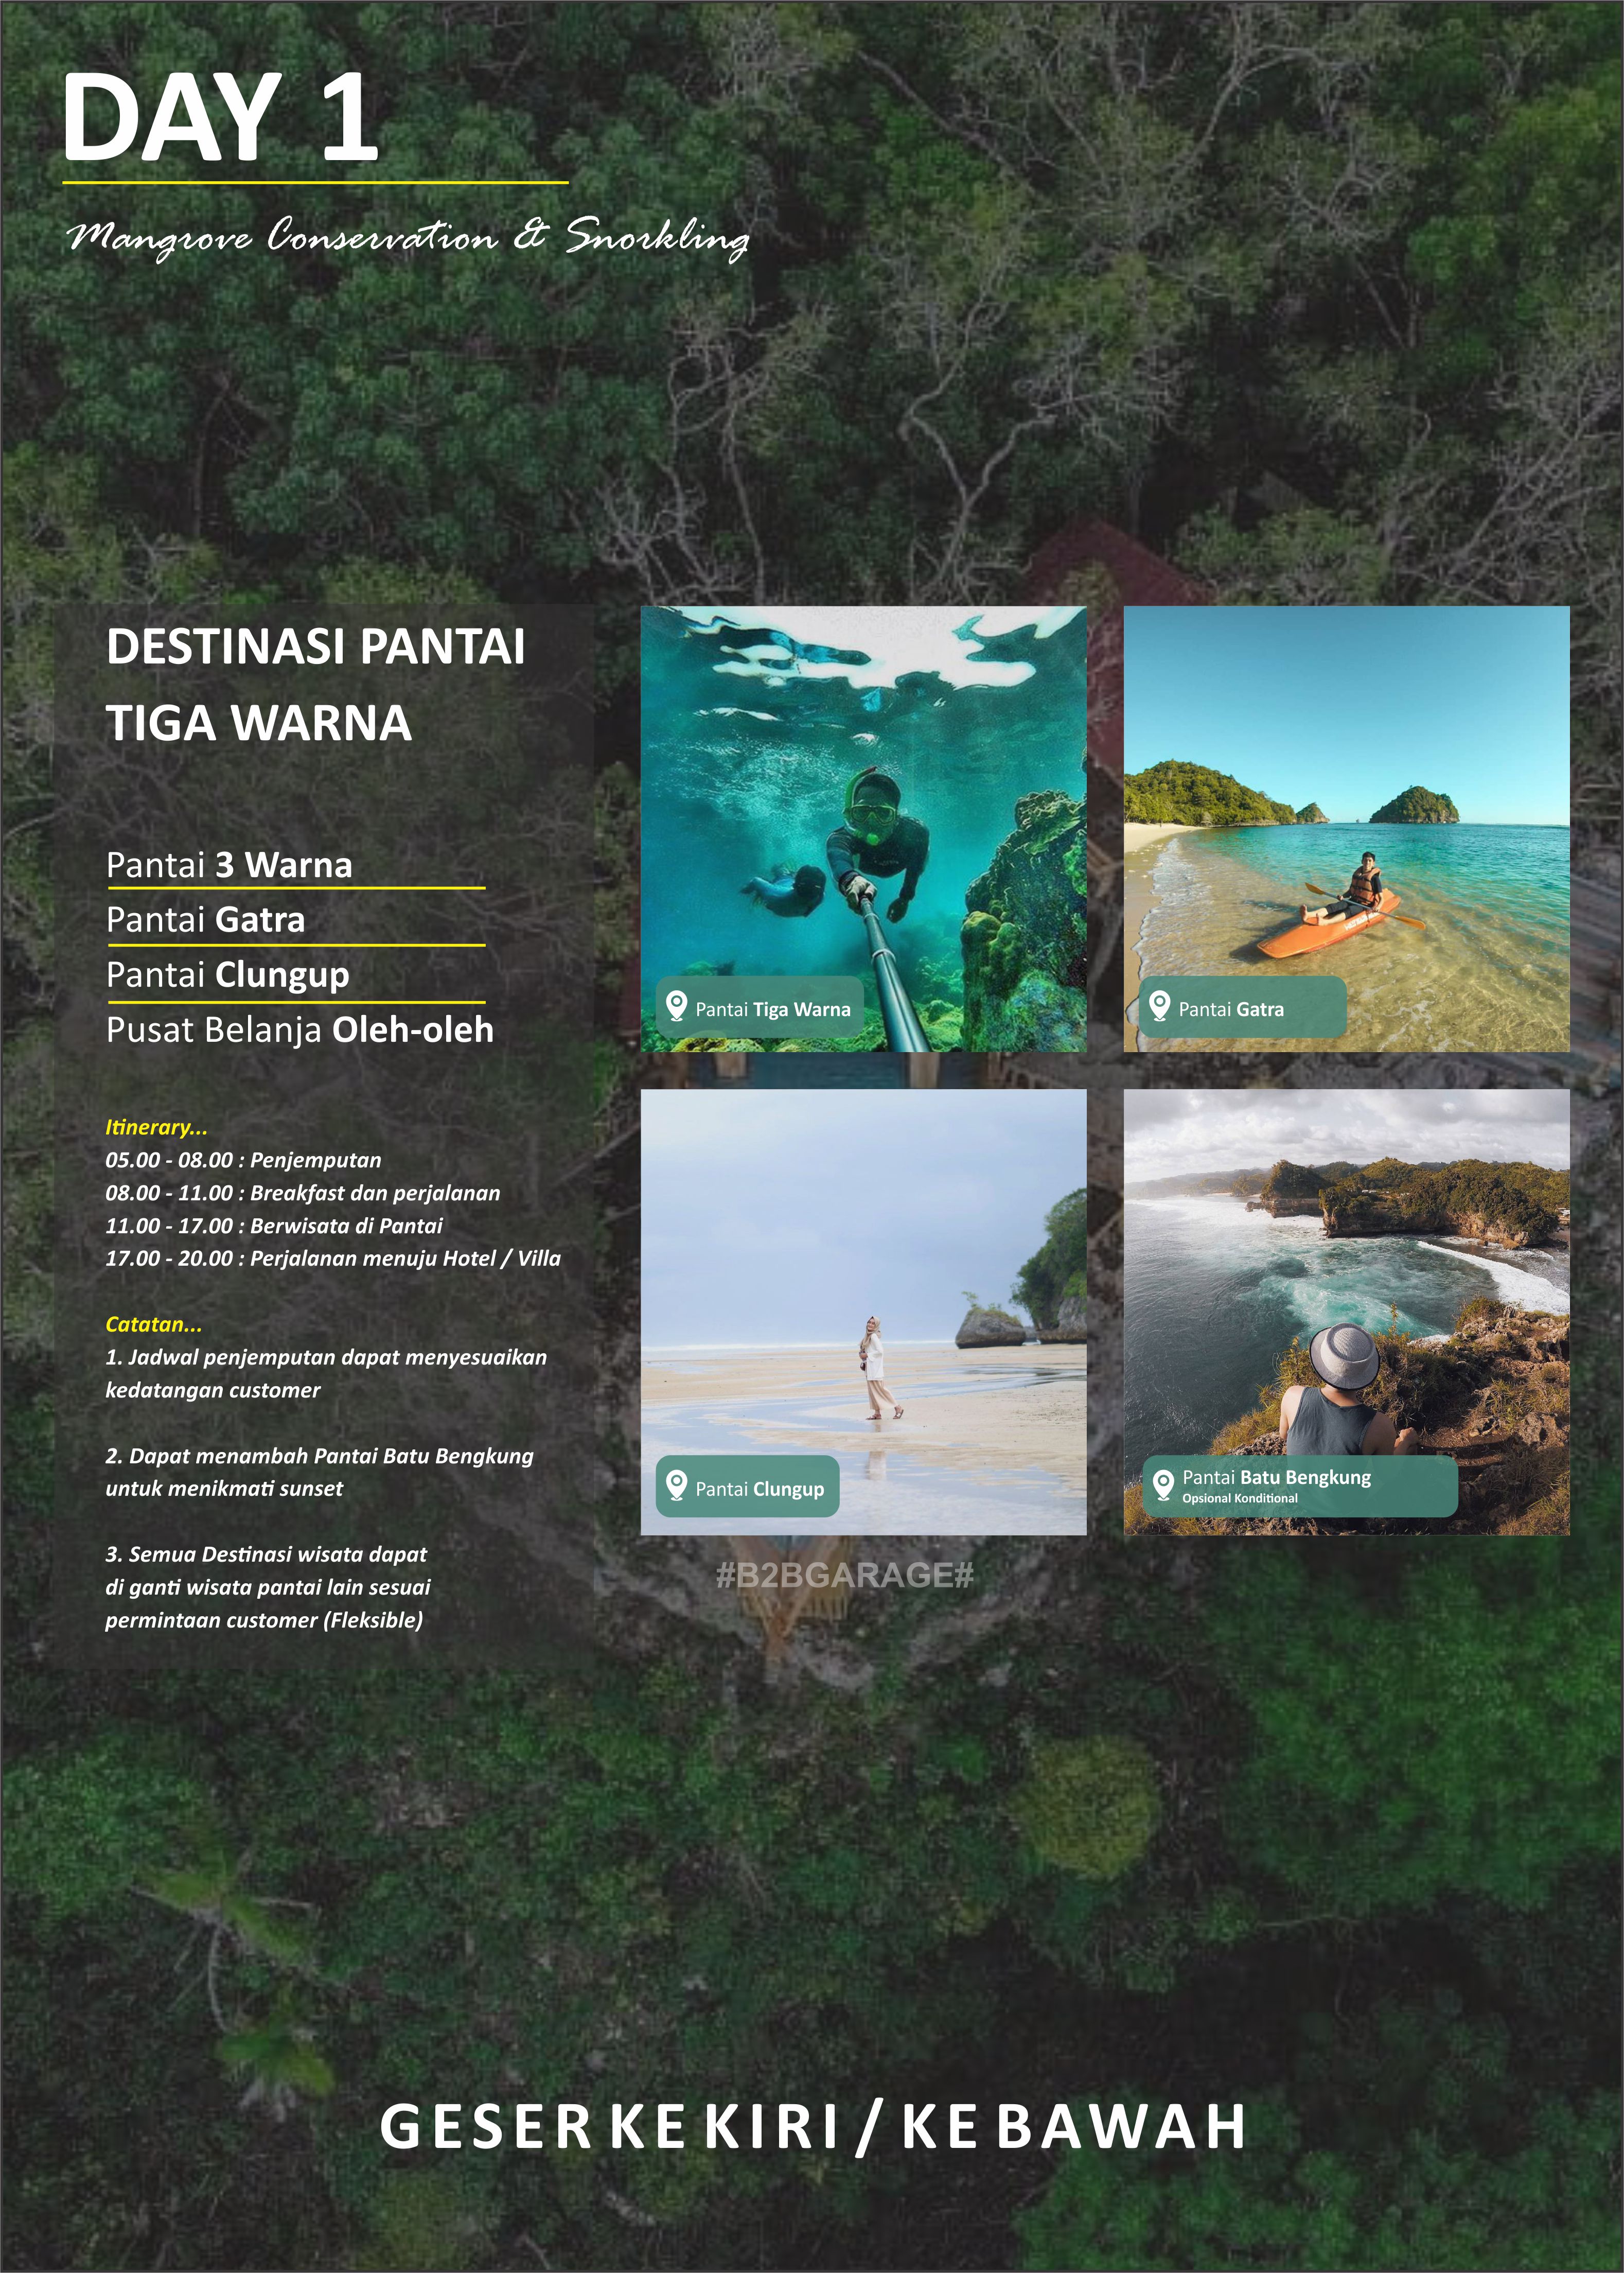 DAY 1
Mangrove Conservation & Snorkling
DESTINASI PANTAI
TIGA WARNA
Pantai 3 Warna
Pantai Gatra
Pantai Clungup
Pusat Belanja Oleh-oleh
Itinerary...
05.00 - 08.00 : Penjemputan
08.00 - 11.00 : Breakfast dan perjalanan
11.00 - 17.00 : Berwisata di Pantai
17.00 - 20.00 : Perjalanan menuju Hotel / Villa
Catatan...
1. Jadwal penjemputan dapat menyesuaikan
kedatangan customer
2. Dapat menambah Pantai Batu Bengkung
untuk menikmati sunset
3. Semua Destinasi wisata dapat
di ganti wisata pantai lain sesuai
permintaan customer (Fleksible)
Pantai Tiga Warna
Pantai Gatra
Pantai Clungup
Pantai Batu Bengkung
Opsional Konditional
#B2BGARAGE#
GESER KE KIRI / KE BAWAH